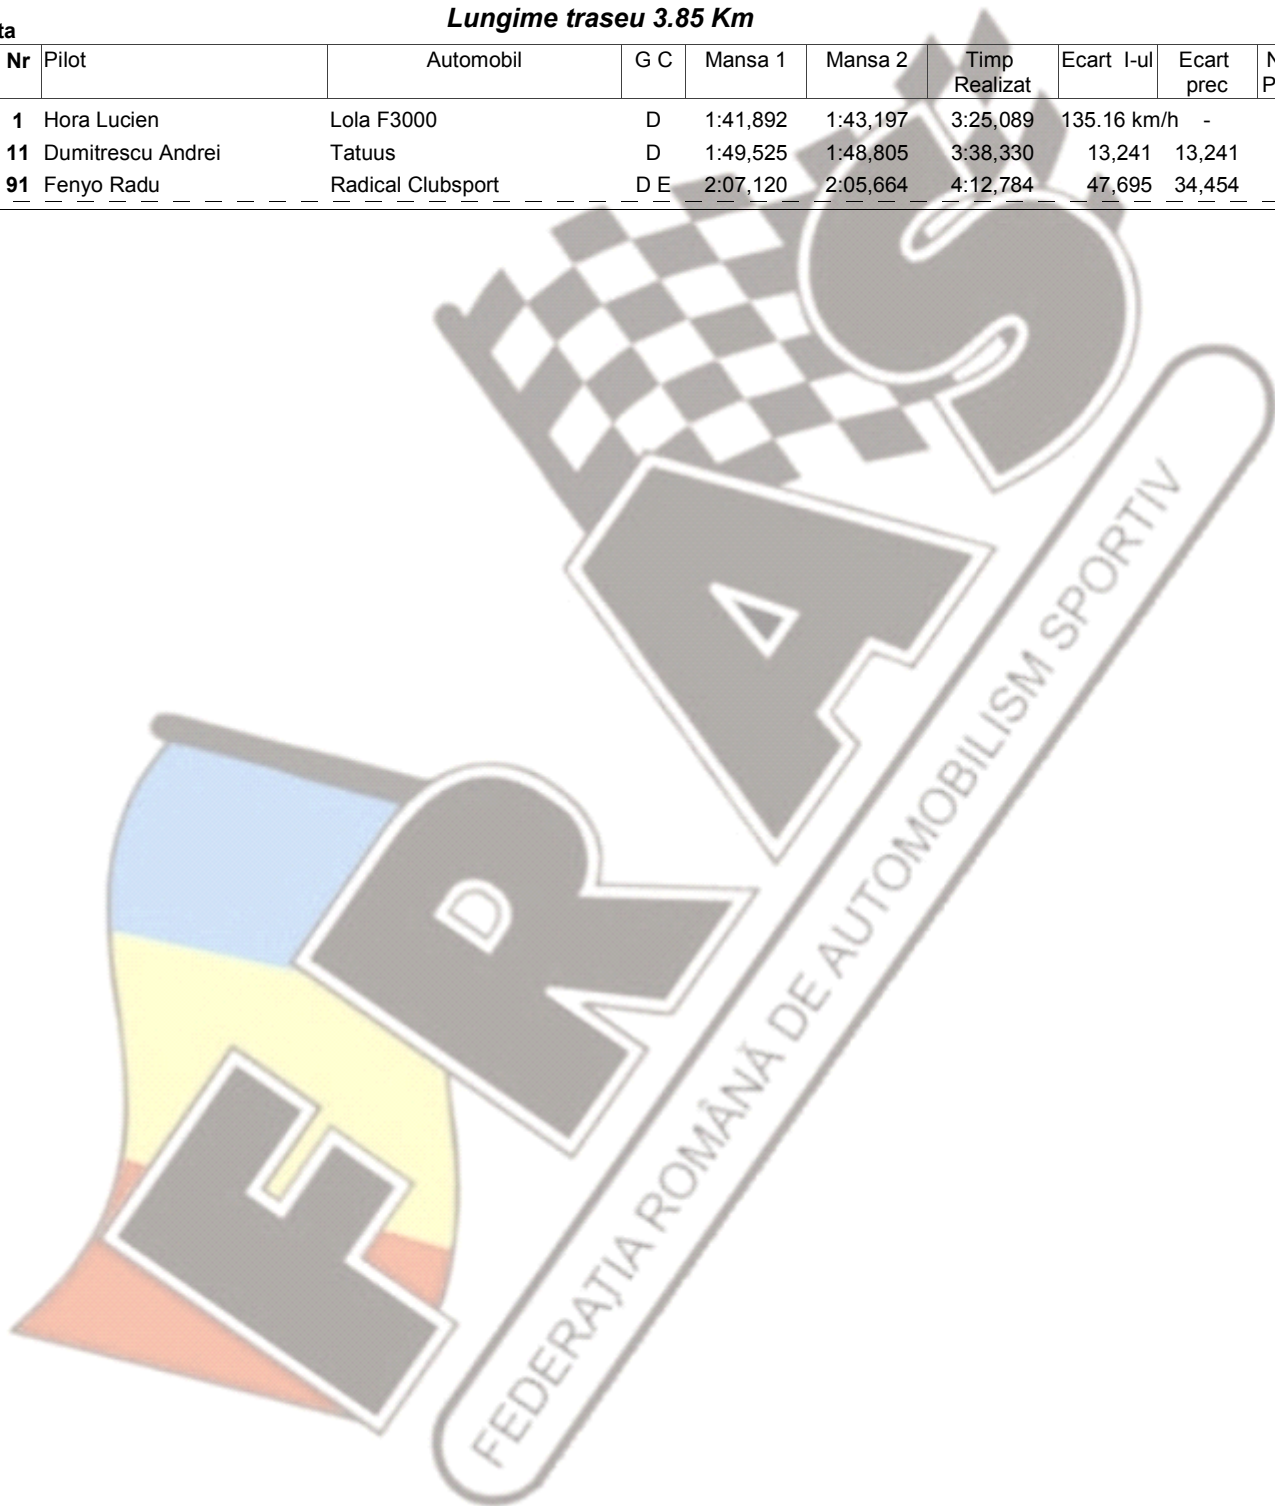 Lungime traseu 3.85 Km
ta
Nr Pilot Automobil G C Mansa 1 Mansa 2 Timp Realizat Ecart I-ul Ecart prec N P
1 Hora Lucien Lola F3000 D 1:41,892 1:43,197 3:25,089 135.16 km/h -
11 Dumitrescu Andrei Tatuus D 1:49,525 1:48,805 3:38,330 13,241 13,241
91 Fenyo Radu Radical Clubsport D E 2:07,120 2:05,664 4:12,784 47,695 34,454
FRAS
FEDERAȚIA ROMÂNĂ DE AUTOMOBILISM SPORTIV